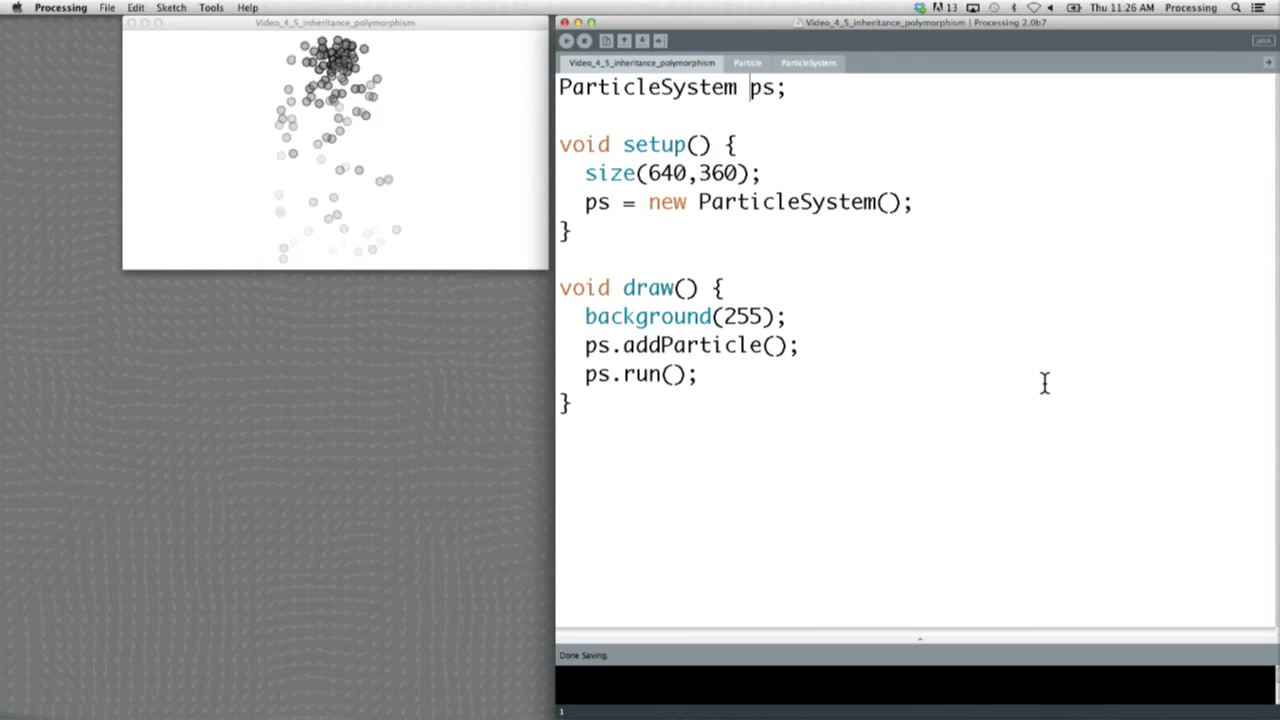 Processing File Edit Sketch Tools Help 13 Thu 11:26 AM Processing
Video_4_5_inheritance_polymorphism
Video_4_5_inheritance_polymorphism | Processing 2.0b7
java
Video_4_5_inheritance_polymorphism Particle ParticleSystem
ParticleSystem ps;
void setup() {
size(640,360);
ps = new ParticleSystem();
}
void draw() {
background(255);
ps.addParticle();
ps.run();
}
Done Saving.
1